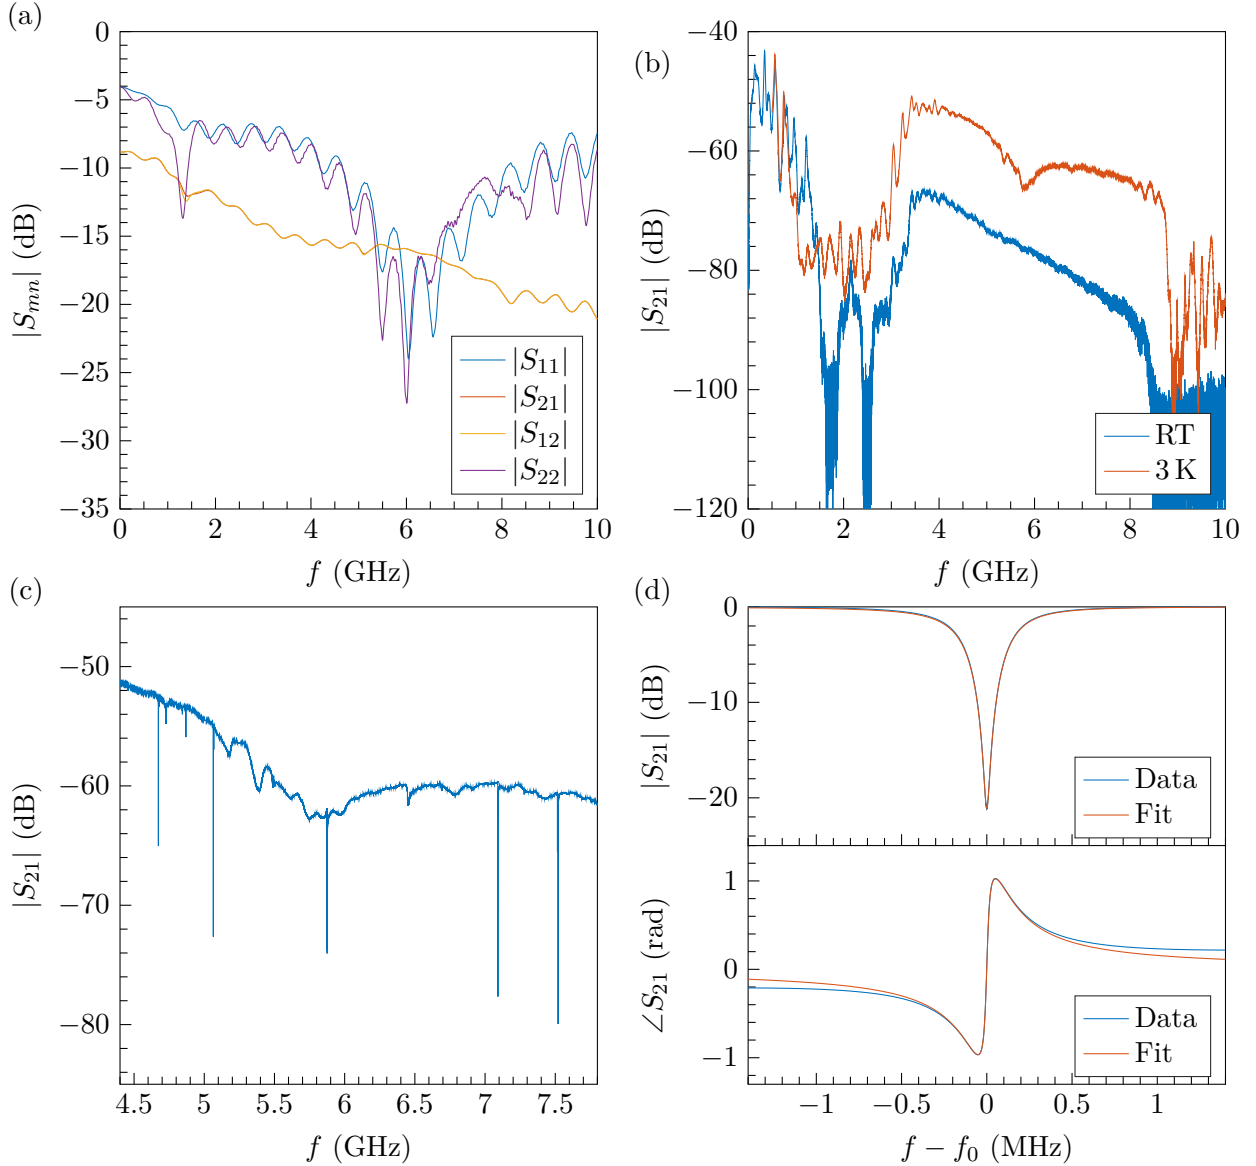 (a)
0
−5
−10
−15
−20
−25
−30
−35
|Smn| (dB)
|S11|
|S21|
|S12|
|S22|
0 2 4 6 8 10
f (GHz)
(b)
−40
−60
−80
−100
−120
|S21| (dB)
RT
3 K
0 2 4 6 8 10
f (GHz)
(c)
−50
−60
−70
−80
|S21| (dB)
4.5 5 5.5 6 6.5 7 7.5
f (GHz)
(d)
0
−10
−20
|S21| (dB)
Data
Fit
1
0
−1
∠S21 (rad)
Data
Fit
−1 −0.5 0 0.5 1
f − f0 (MHz)